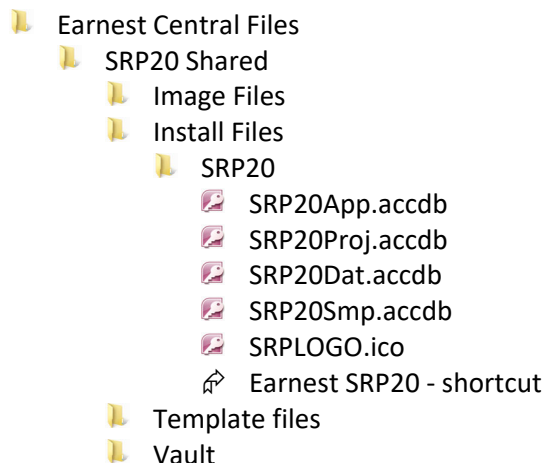 Earnest Central Files
SRP20 Shared
Image Files
Install Files
SRP20
SRP20App.accdb
SRP20Proj.accdb
SRP20Dat.accdb
SRP20Smp.accdb
SRPLOGO.ico
Earnest SRP20 - shortcut
Template files
Vault